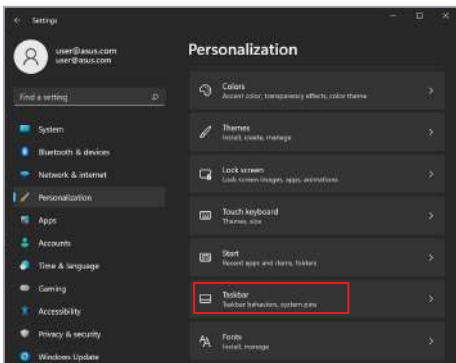 Settings
user@asus.com
user@asus.com
Find a setting
System
Bluetooth & devices
Network & internet
Personalization
Apps
Accounts
Time & language
Gaming
Accessibility
Privacy & security
Windows Update
Personalization
Colors
Accent color, transparency effects, color theme
Themes
Install, create, manage
Lock screen
Lock screen images, apps, animations
Touch keyboard
Themes, size
Start
Recent apps and items, folders
Taskbar
Taskbar behaviors, system pins
Fonts
Install, manage